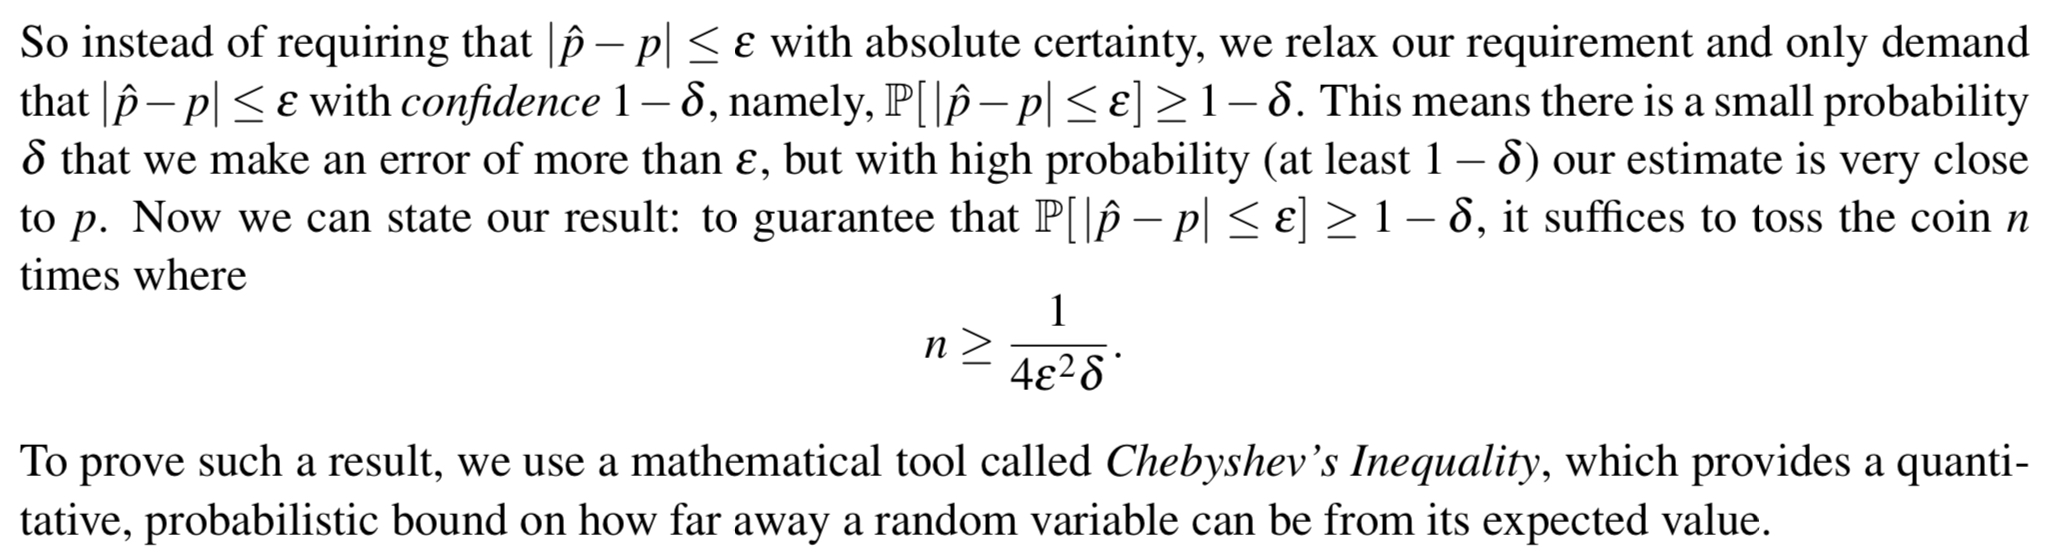 So instead of requiring that |p̂ − p| ≤ ε with absolute certainty, we relax our requirement and only demand
that |p̂ − p| ≤ ε with confidence 1 − δ, namely, ℙ[|p̂ − p| ≤ ε] ≥ 1 − δ. This means there is a small probability
δ that we make an error of more than ε, but with high probability (at least 1 − δ) our estimate is very close
to p. Now we can state our result: to guarantee that ℙ[|p̂ − p| ≤ ε] ≥ 1 − δ, it suffices to toss the coin n
times where
n ≥ 1/(4ε²δ).
To prove such a result, we use a mathematical tool called Chebyshev’s Inequality, which provides a quanti-
tative, probabilistic bound on how far away a random variable can be from its expected value.